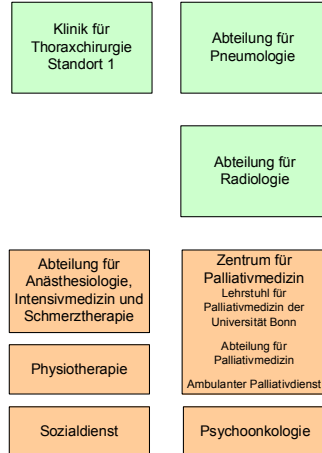 Klinik für
Thoraxchirurgie
Standort 1
Abteilung für
Pneumologie
Abteilung für
Radiologie
Abteilung für
Anästhesiologie,
Intensivmedizin und
Schmerztherapie
Zentrum für
Palliativmedizin
Lehrstuhl für
Palliativmedizin der
Universität Bonn
Abteilung für
Palliativmedizin
Ambulanter Palliativdienst
Physiotherapie
Sozialdienst
Psychoonkologie